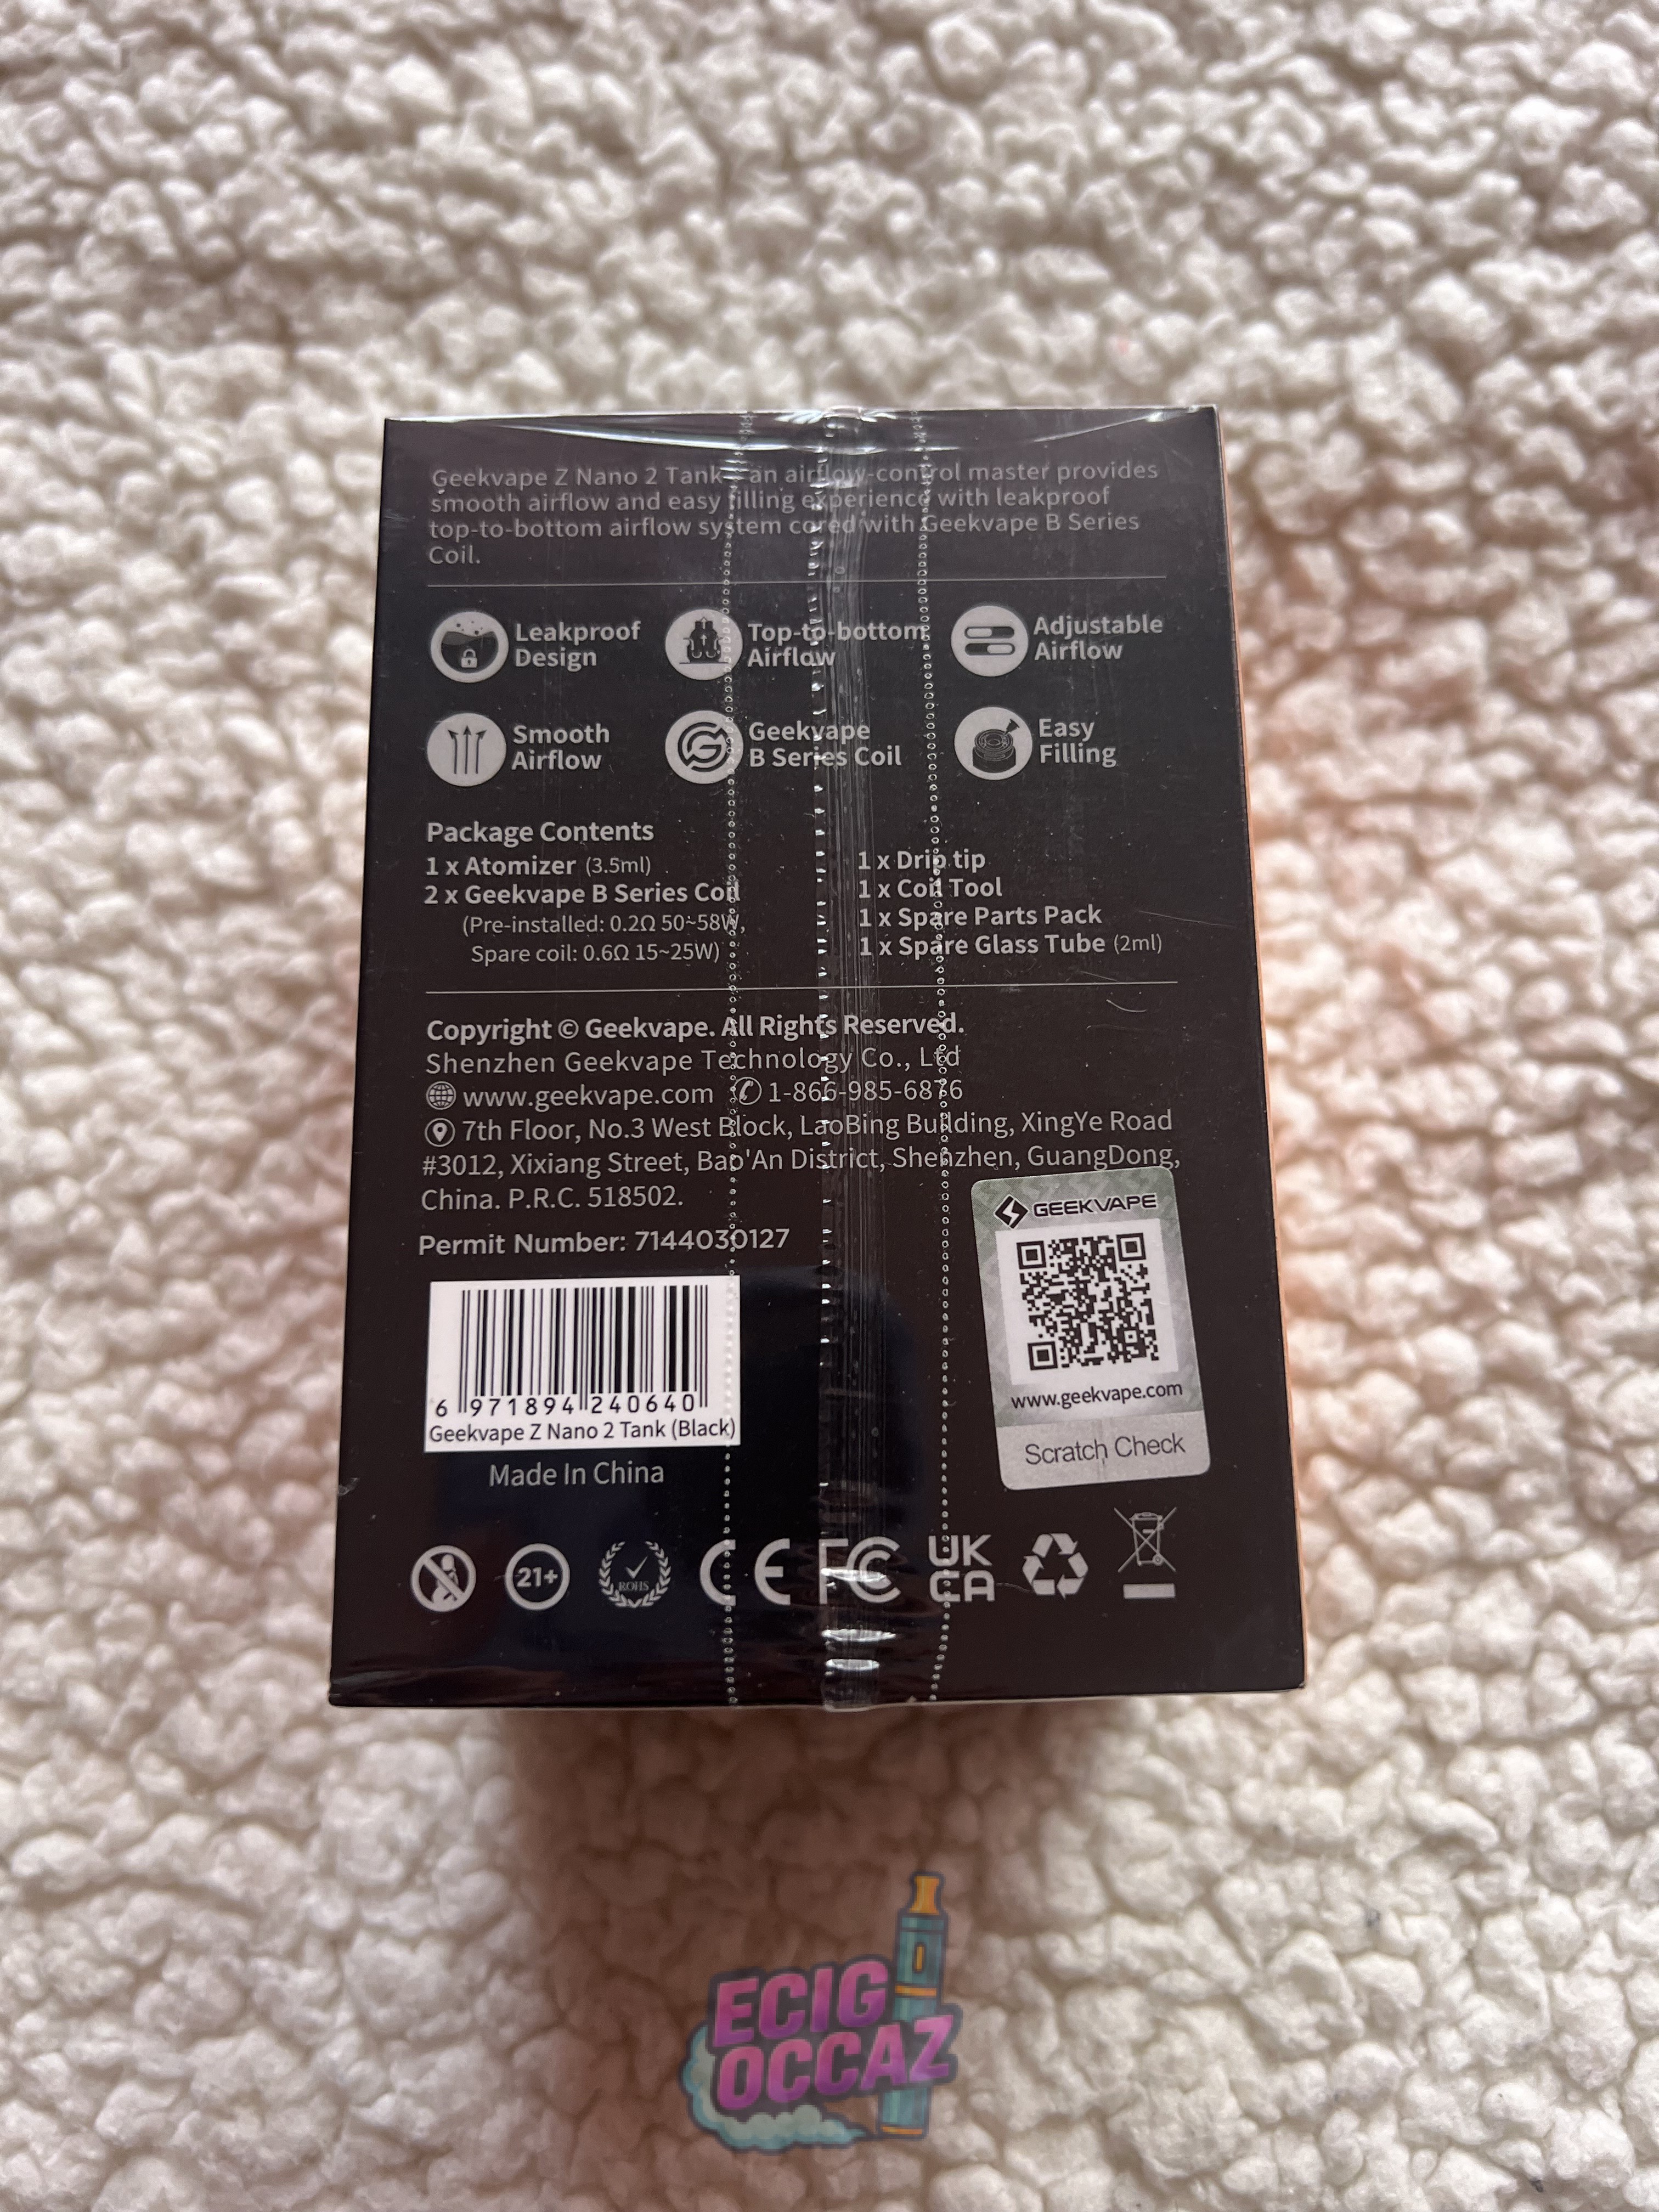 Geekvape Z Nano 2 Tank - an airflow-control master provides
smooth airflow and easy filling experience with leakproof
top-to-bottom airflow system cored with Geekvape B Series
Coil.
Leakproof
Design
Top-to-bottom
Airflow
Adjustable
Airflow
Smooth
Airflow
Geekvape
B Series Coil
Easy
Filling
Package Contents
1 x Atomizer (3.5ml)
2 x Geekvape B Series Coil
(Pre-installed: 0.2Ω 50~58W,
Spare coil: 0.6Ω 15~25W)
1 x Drip tip
1 x Coil Tool
1 x Spare Parts Pack
1 x Spare Glass Tube (2ml)
Copyright © Geekvape. All Rights Reserved.
Shenzhen Geekvape Technology Co., Ltd
www.geekvape.com 1-866-985-6876
7th Floor, No.3 West Block, LaoBing Building, XingYe Road
#3012, Xixiang Street, Bao'An District, Shenzhen, GuangDong,
China. P.R.C. 518502.
Permit Number: 7144030127
6 971894 240640
Geekvape Z Nano 2 Tank (Black)
Made In China
GEEKVAPE
www.geekvape.com
Scratch Check
21+
ROHS
CE
FC
UK
CA
ECIG
OCCAZ